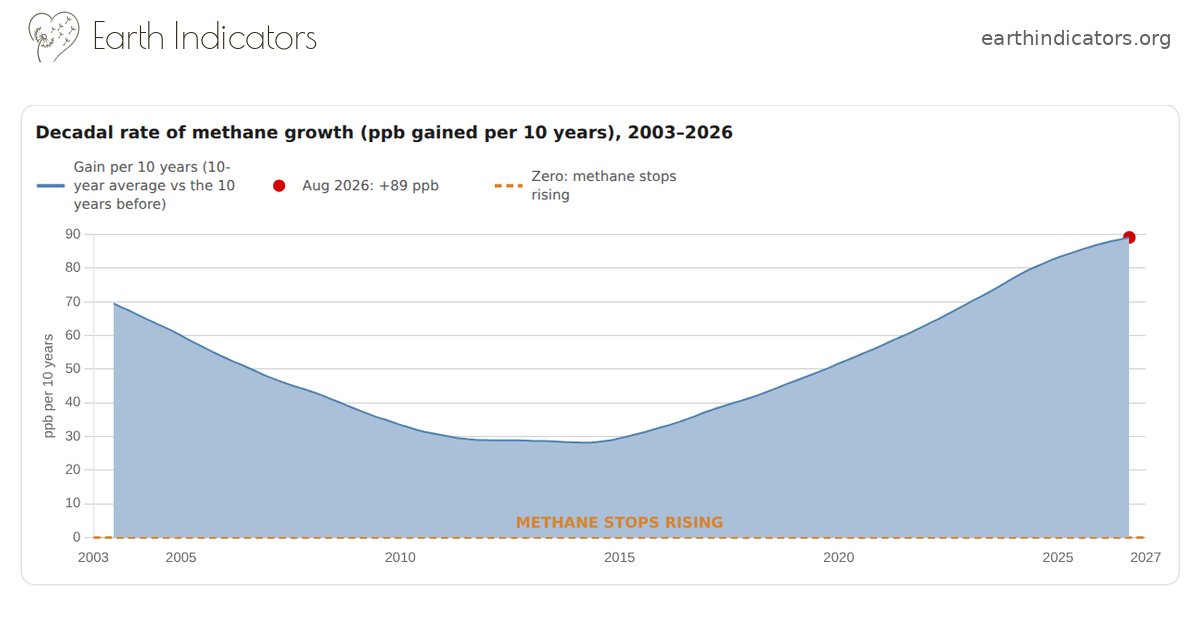 Earth Indicators
earthindicators.org
Decadal rate of methane growth (ppb gained per 10 years), 2003–2026
Gain per 10 years (10-
year average vs the 10
years before)
Aug 2026: +89 ppb
Zero: methane stops
rising
90
80
70
60
50
40
30
20
10
0
ppb per 10 years
METHANE STOPS RISING
2003
2005
2010
2015
2020
2025
2027